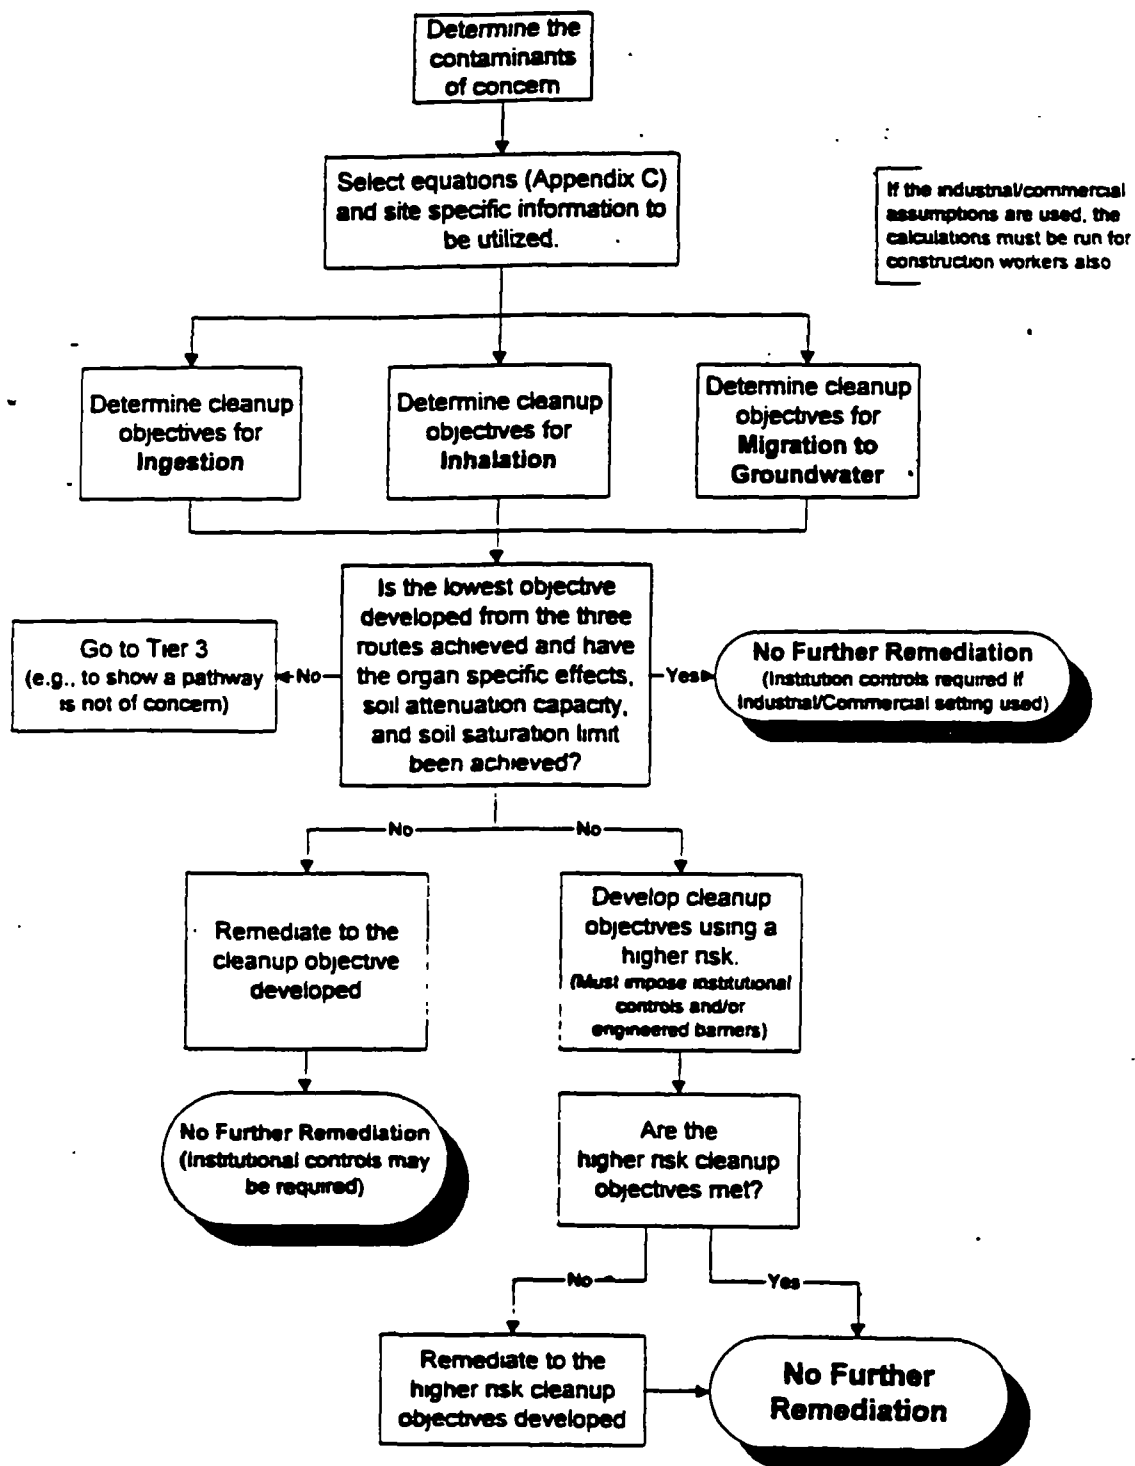 Determine the
contaminants
of concern
Select equations (Appendix C)
and site specific information to
be utilized.
If the industrial/commercial
assumptions are used, the
calculations must be run for
construction workers also
Determine cleanup
objectives for
Ingestion
Determine cleanup
objectives for
Inhalation
Determine cleanup
objectives for
Migration to
Groundwater
Is the lowest objective
developed from the three
routes achieved and have
the organ specific effects,
soil attenuation capacity,
and soil saturation limit
been achieved?
Go to Tier 3
(e.g., to show a pathway
is not of concern)
No
Yes
No Further Remediation
(Institution controls required if
Industrial/Commercial setting used)
No
No
Remediate to the
cleanup objective
developed
Develop cleanup
objectives using a
higher risk.
(Must impose institutional
controls and/or
engineered barriers)
No Further Remediation
(Institutional controls may
be required)
Are the
higher risk cleanup
objectives met?
No
Yes
Remediate to the
higher risk cleanup
objectives developed
No Further
Remediation